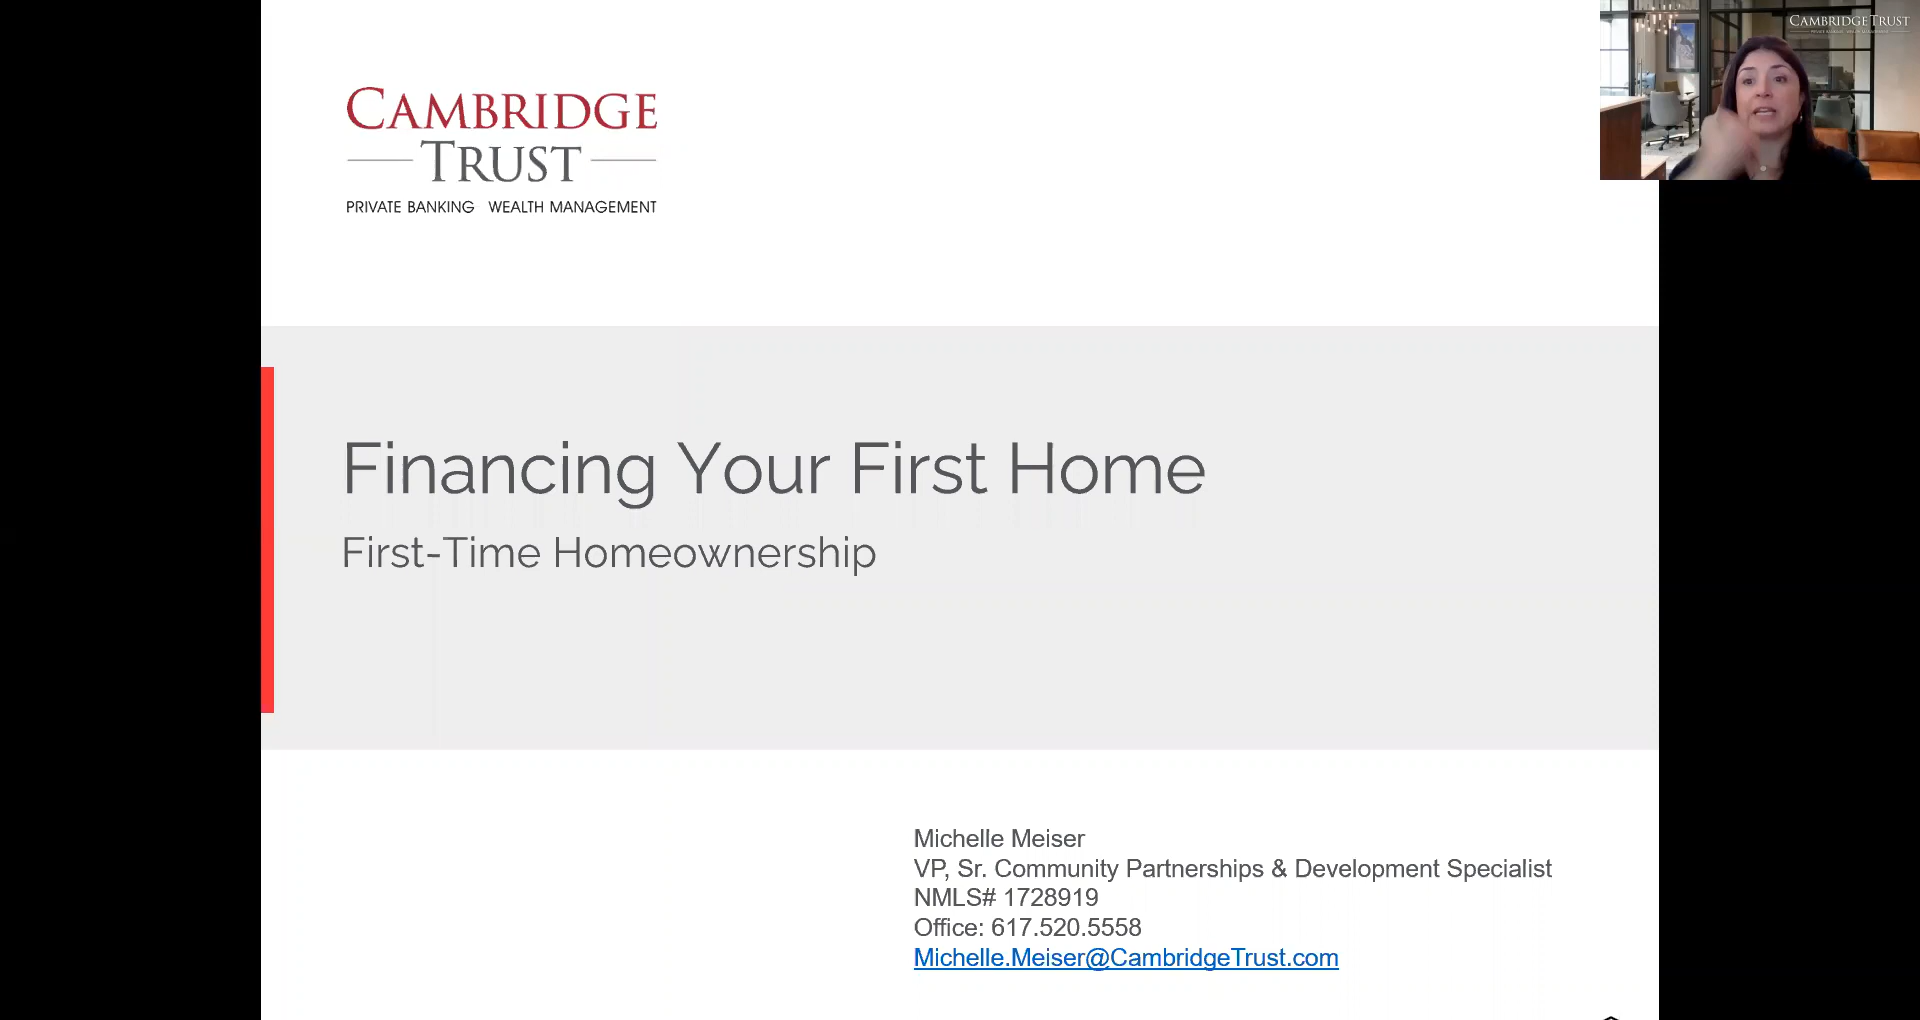 CAMBRIDGE
TRUST
PRIVATE BANKING WEALTH MANAGEMENT
CAMBRIDGE TRUST
Financing Your First Home
First-Time Homeownership
Michelle Meiser
VP, Sr. Community Partnerships & Development Specialist
NMLS# 1728919
Office: 617.520.5558
Michelle.Meiser@CambridgeTrust.com